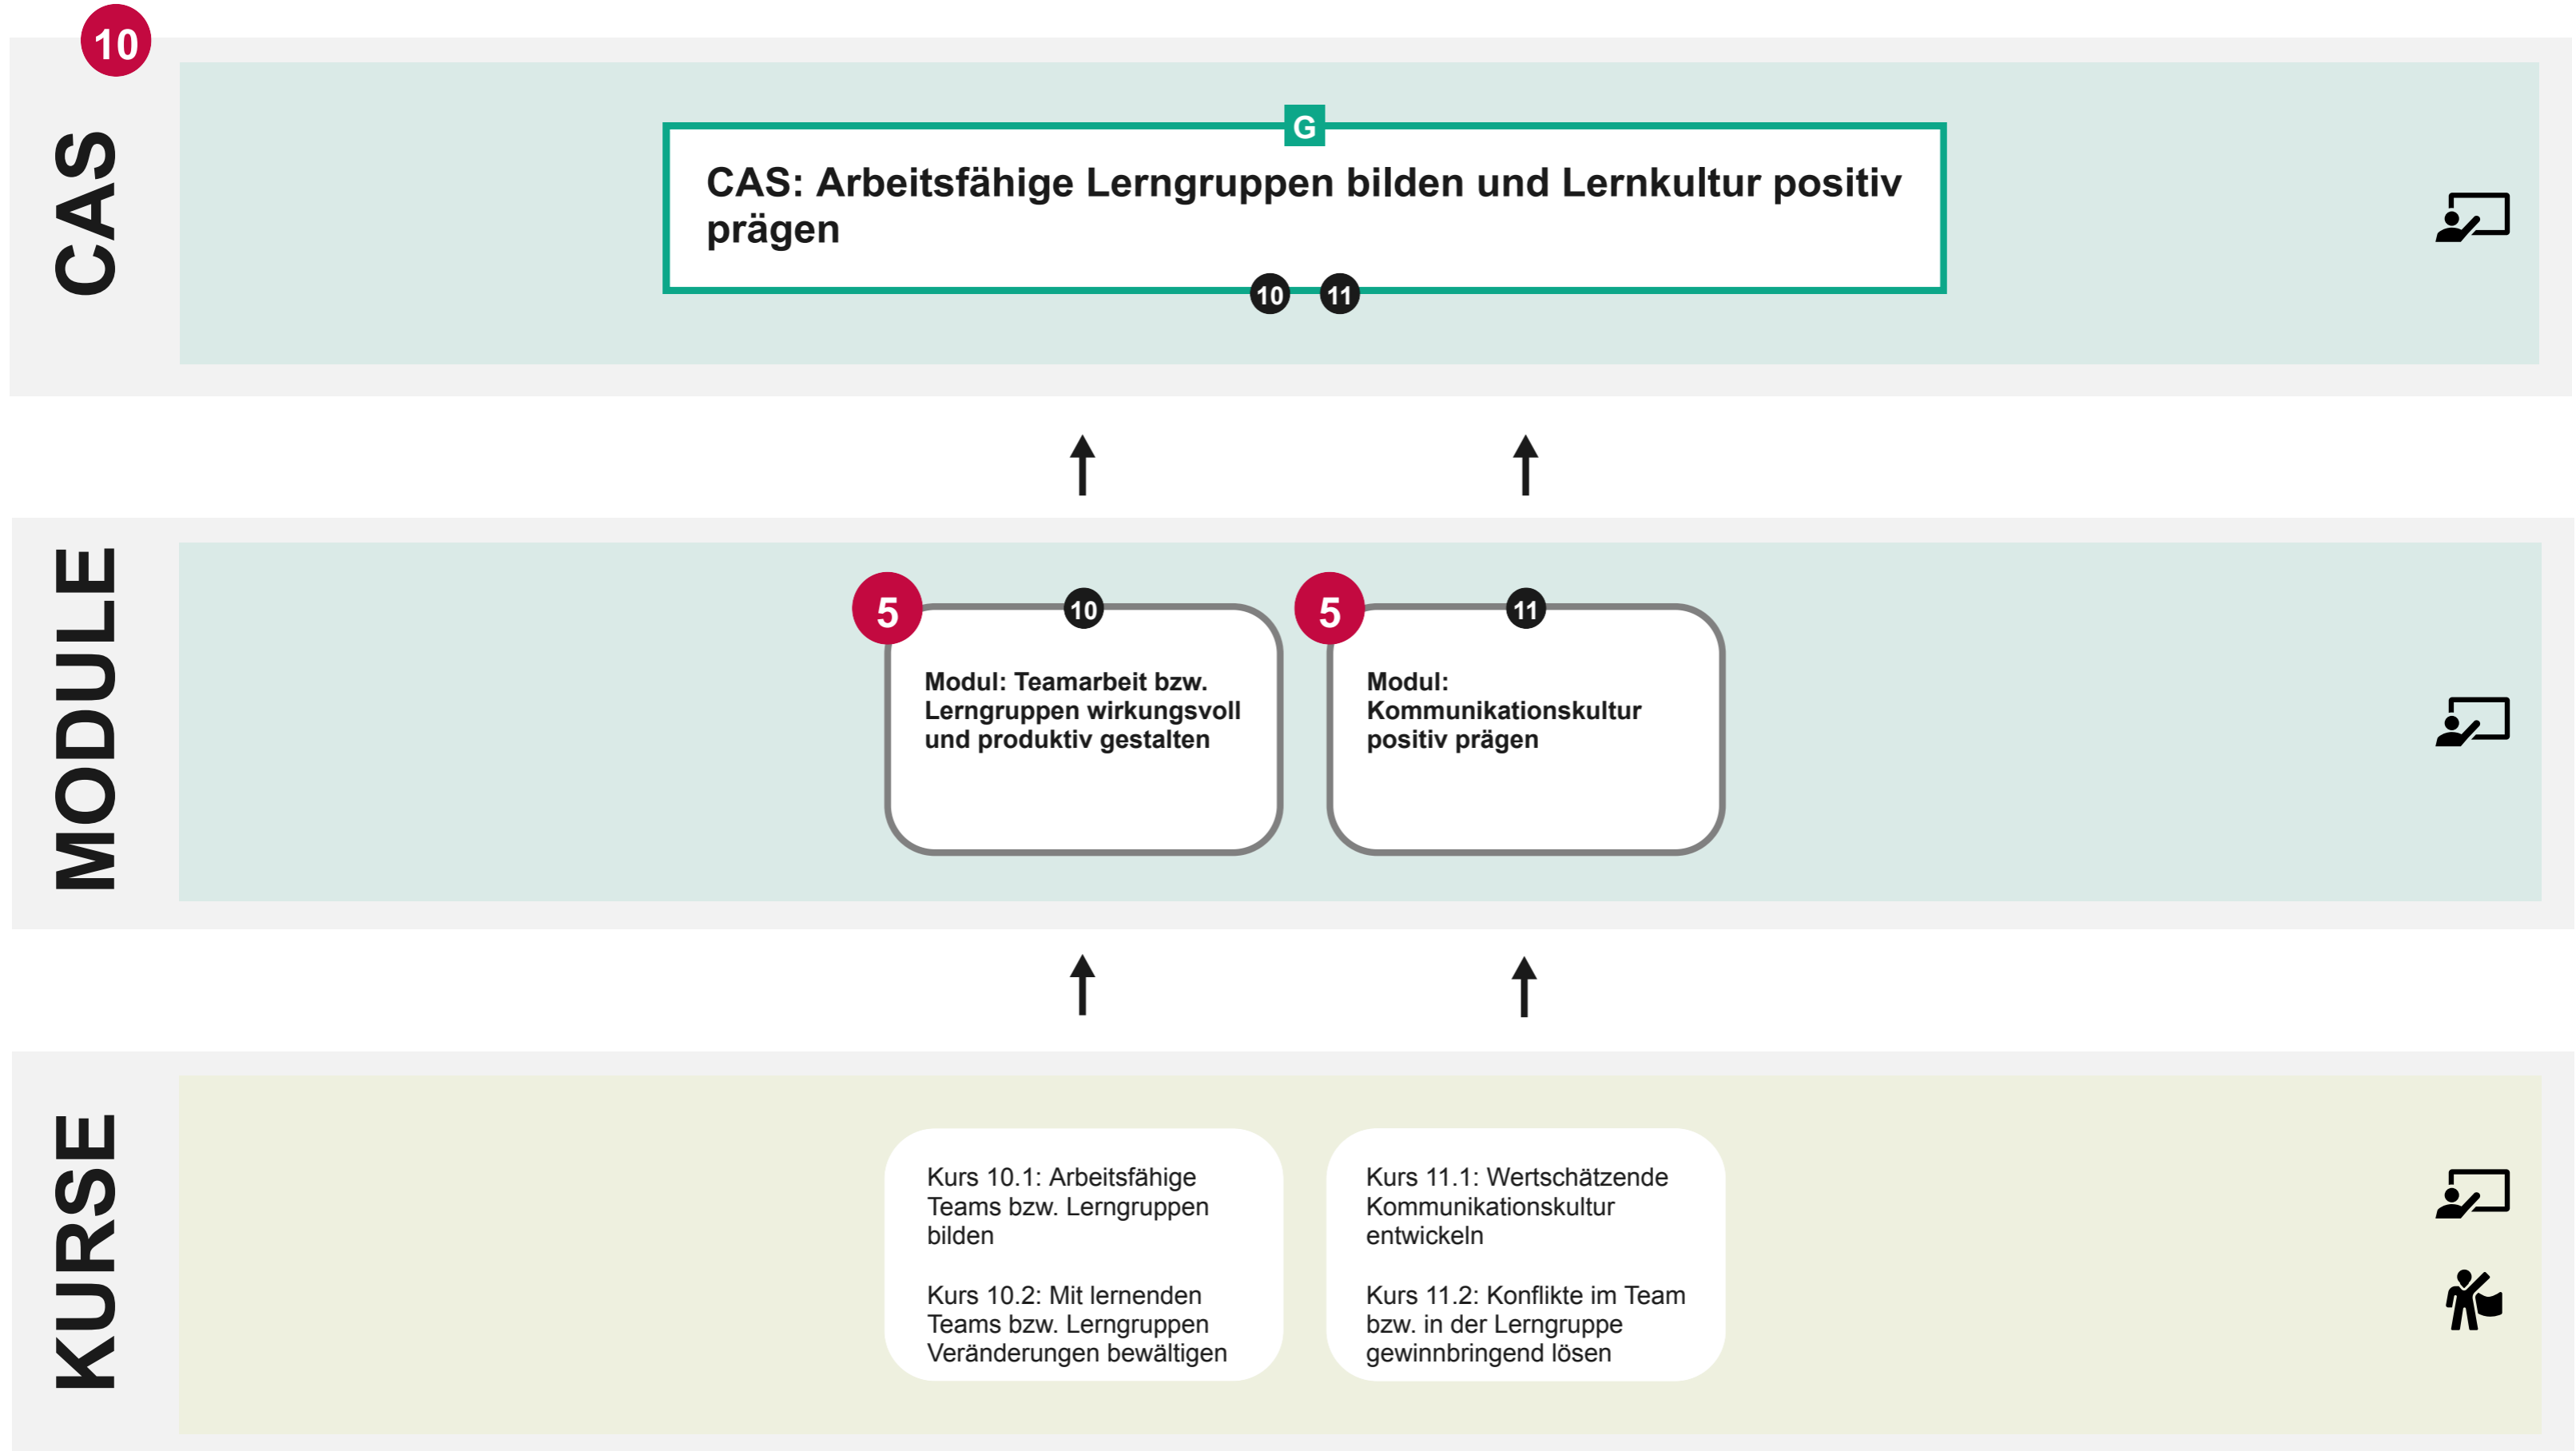 10
CAS
G
CAS: Arbeitsfähige Lerngruppen bilden und Lernkultur positiv
prägen
10 11
MODULE
5
10
Modul: Teamarbeit bzw.
Lerngruppen wirkungsvoll
und produktiv gestalten
5
11
Modul:
Kommunikationskultur
positiv prägen
KURSE
Kurs 10.1: Arbeitsfähige
Teams bzw. Lerngruppen
bilden
Kurs 10.2: Mit lernenden
Teams bzw. Lerngruppen
Veränderungen bewältigen
Kurs 11.1: Wertschätzende
Kommunikationskultur
entwickeln
Kurs 11.2: Konflikte im Team
bzw. in der Lerngruppe
gewinnbringend lösen